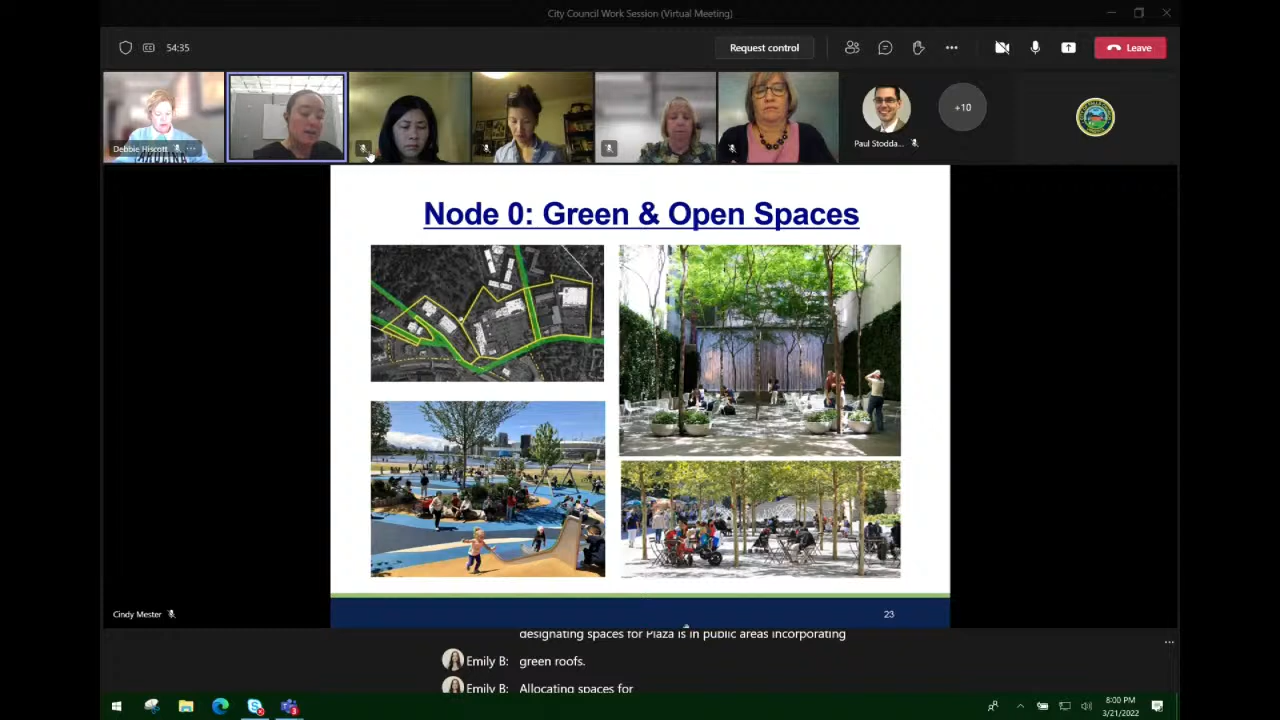 City Council Work Session (Virtual Meeting)
54:35
Request control
Leave
Debbie Hiscott
Paul Stodda...
+10
Node 0: Green & Open Spaces
Cindy Mester
23
designating spaces for Plaza is in public areas incorporating
Emily B: green roofs.
Emily B: Allocating spaces for
8:00 PM
3/21/2022